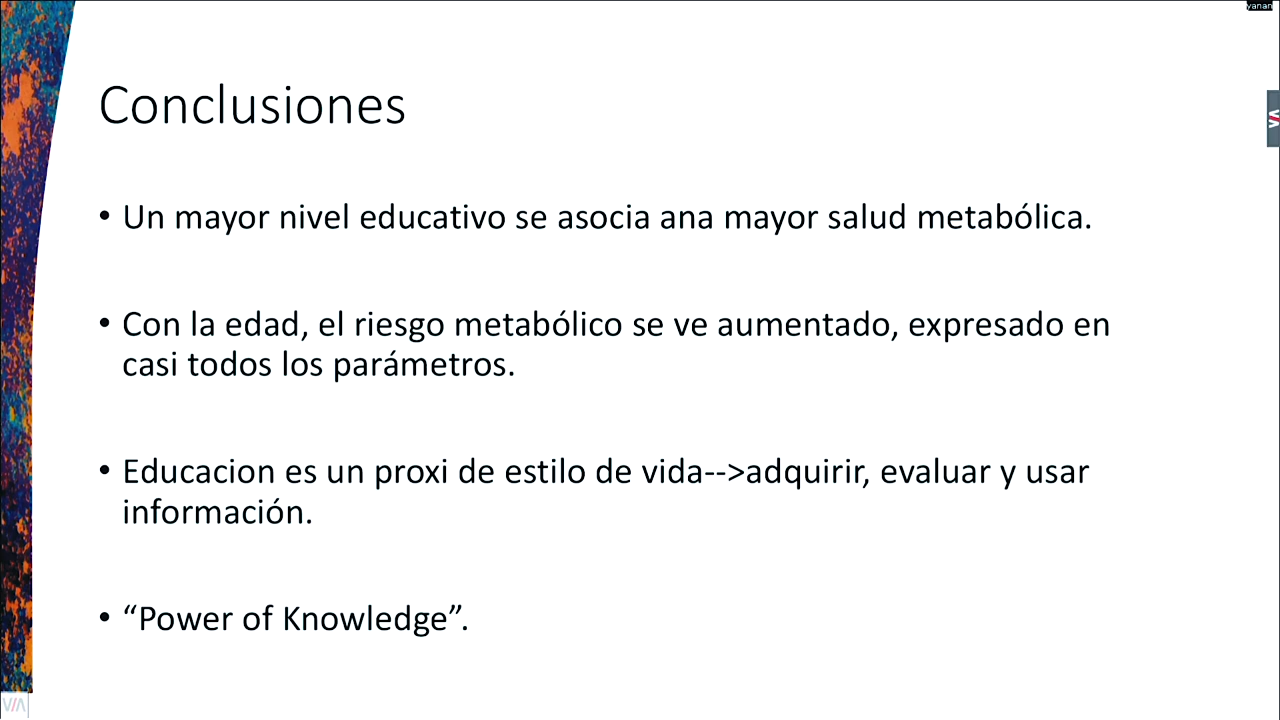 yanan
Conclusiones
• Un mayor nivel educativo se asocia ana mayor salud metabólica.
• Con la edad, el riesgo metabólico se ve aumentado, expresado en
casi todos los parámetros.
• Educacion es un proxi de estilo de vida-->adquirir, evaluar y usar
información.
• “Power of Knowledge”.
VIA